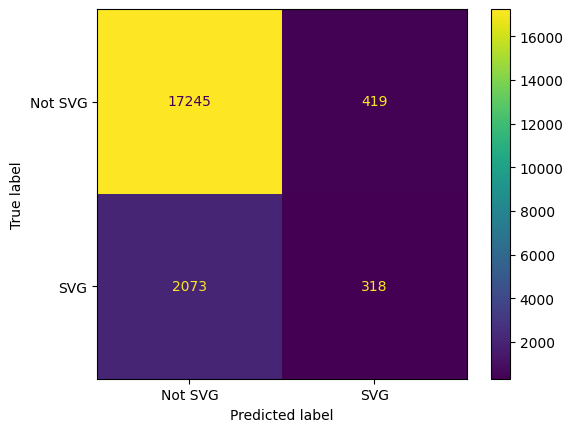 Not SVG
SVG
True label
17245
419
2073
318
Not SVG
SVG
Predicted label
16000
14000
12000
10000
8000
6000
4000
2000